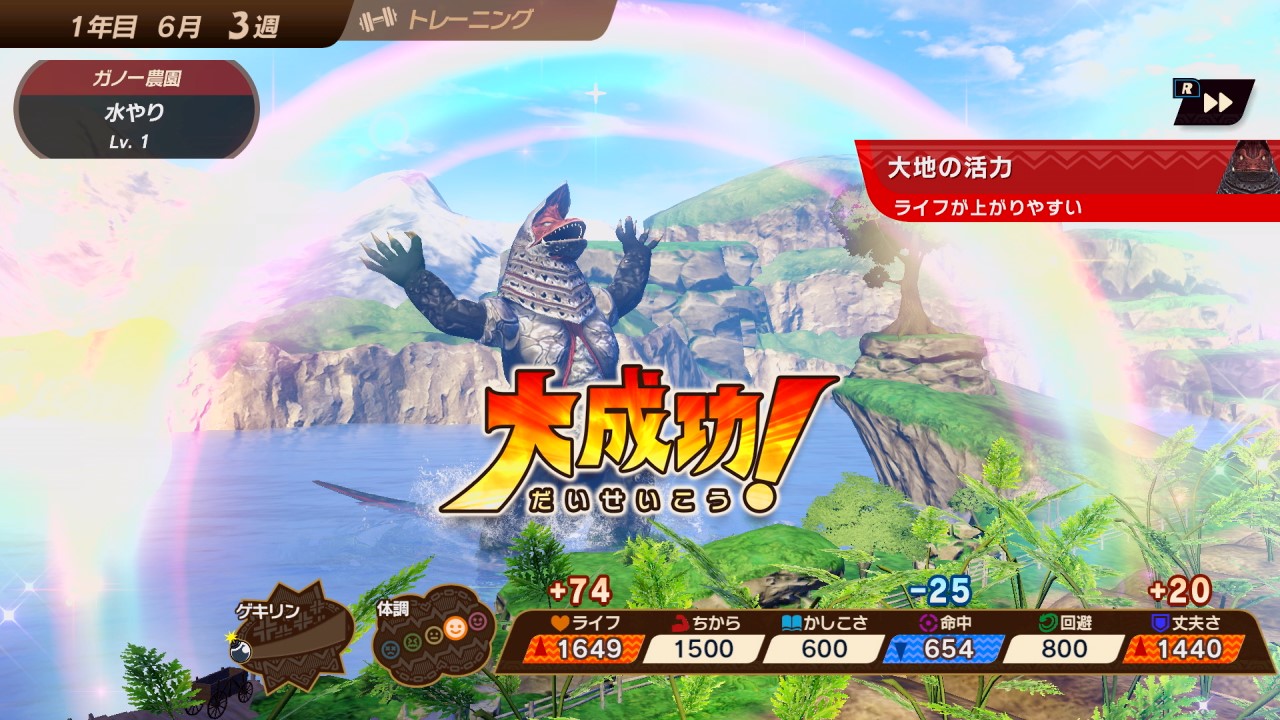 1年目 6月 3週
トレーニング
ガノー農園
水やり
Lv. 1
R
大地の活力
ライフが上がりやすい
大成功!
だいせいこう
ゲキリン
体調
+74
-25
+20
ライフ ちから かしこさ 命中 回避 丈夫さ
1649 1500 600 654 800 1440